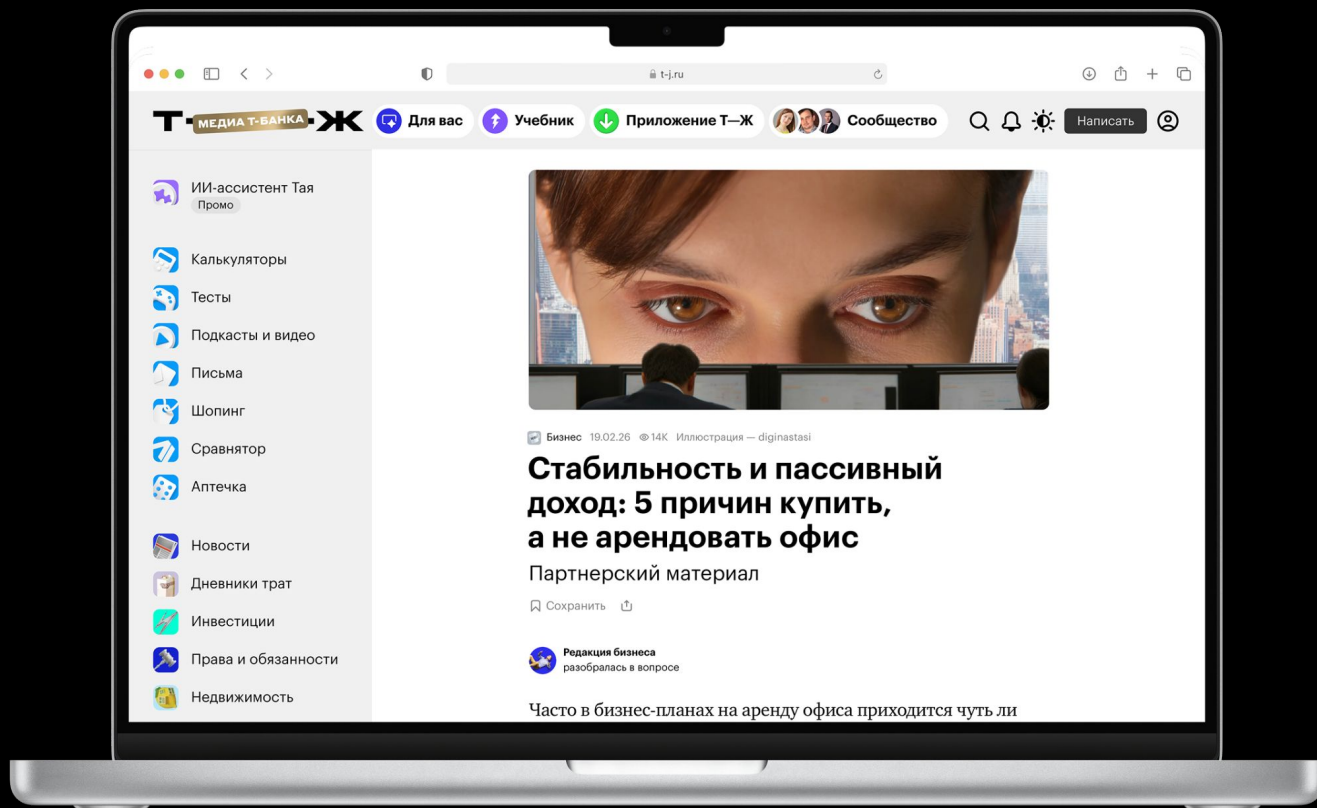 t-j.ru
Т—Ж
МЕДИА Т-БАНКА
Для вас
Учебник
Приложение Т—Ж
Сообщество
Написать
ИИ-ассистент Тая
Промо
Калькуляторы
Тесты
Подкасты и видео
Письма
Шопинг
Сравнятор
Аптечка
Новости
Дневники трат
Инвестиции
Права и обязанности
Недвижимость
Бизнес 19.02.26 14K Иллюстрация — diginastasi
Стабильность и пассивный
доход: 5 причин купить,
а не арендовать офис
Партнерский материал
Сохранить
Редакция бизнеса
разобралась в вопросе
Часто в бизнес-планах на аренду офиса приходится чуть ли